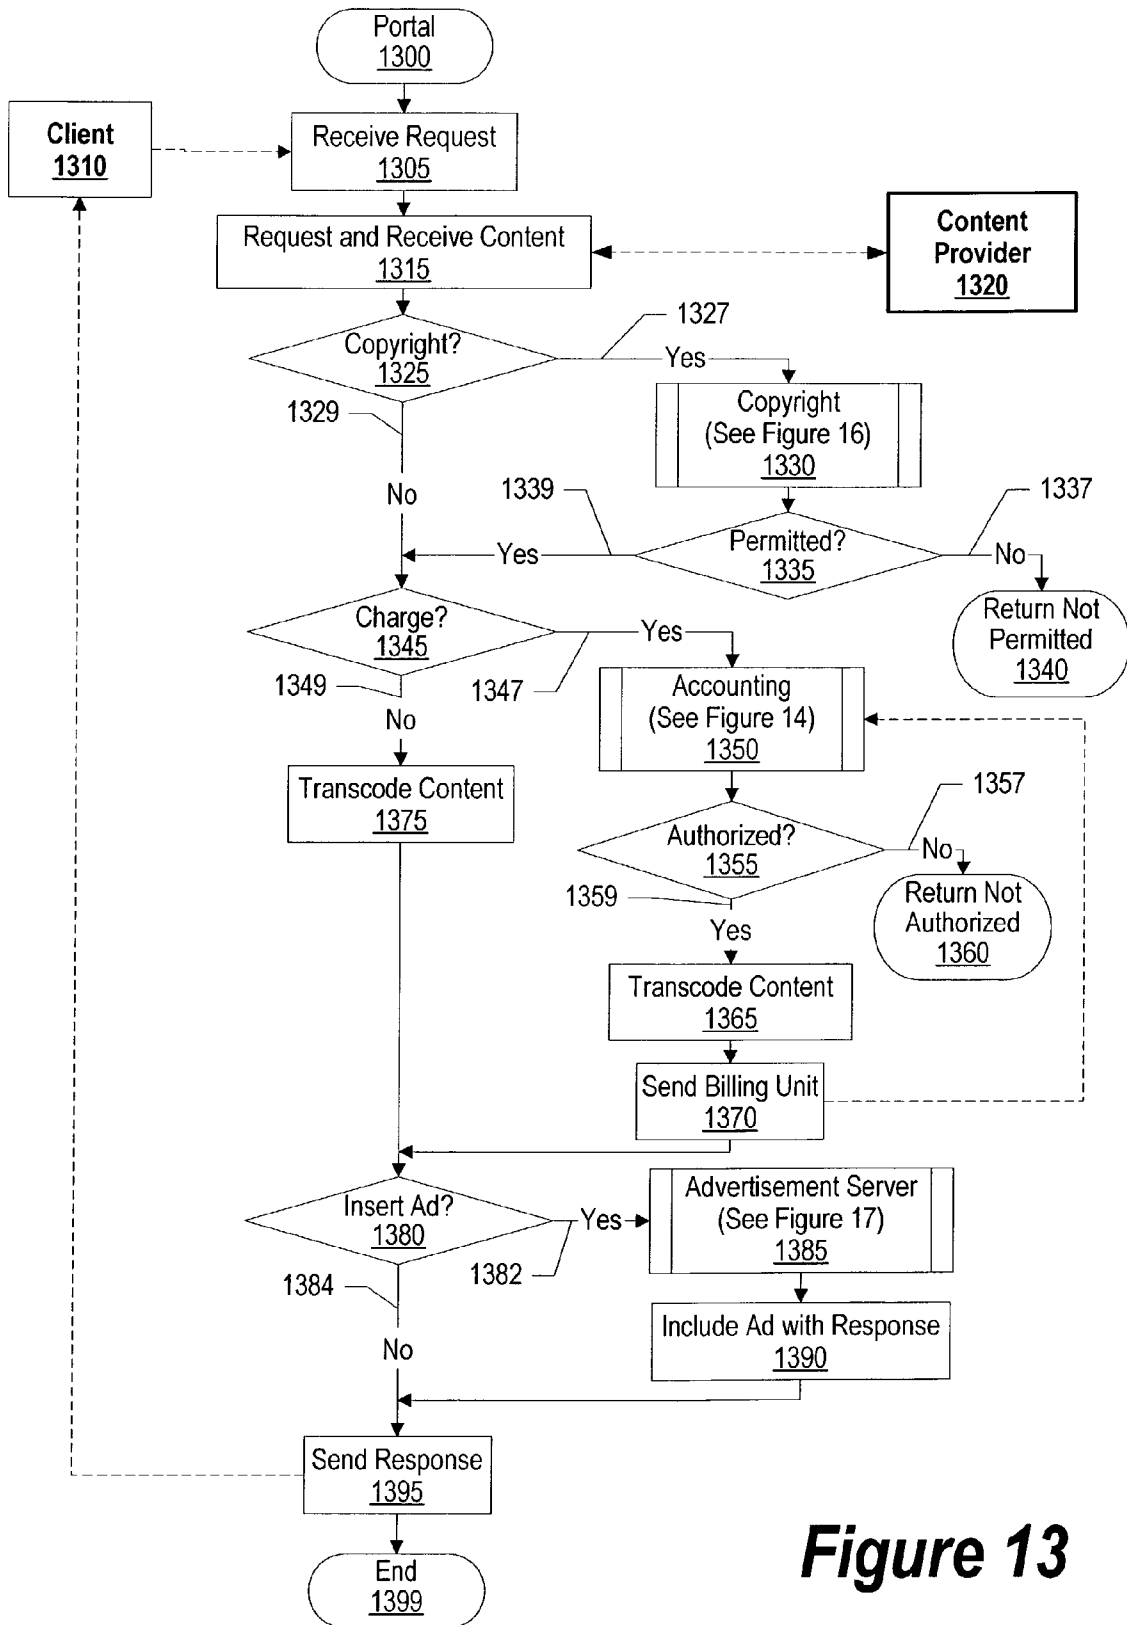 Portal
1300
Client
1310
Receive Request
1305
Request and Receive Content
1315
Content
Provider
1320
1327
Copyright?
1325
Yes
1329
Copyright
(See Figure 16)
1330
No
1339
1337
Yes
Permitted?
1335
No
Return Not
Permitted
1340
Charge?
1345
Yes
1349
1347
No
Accounting
(See Figure 14)
1350
Transcode Content
1375
1357
Authorized?
1355
No
1359
Return Not
Authorized
1360
Yes
Transcode Content
1365
Send Billing Unit
1370
Insert Ad?
1380
Yes
Advertisement Server
(See Figure 17)
1385
1384
1382
No
Include Ad with Response
1390
Send Response
1395
End
1399
Figure 13